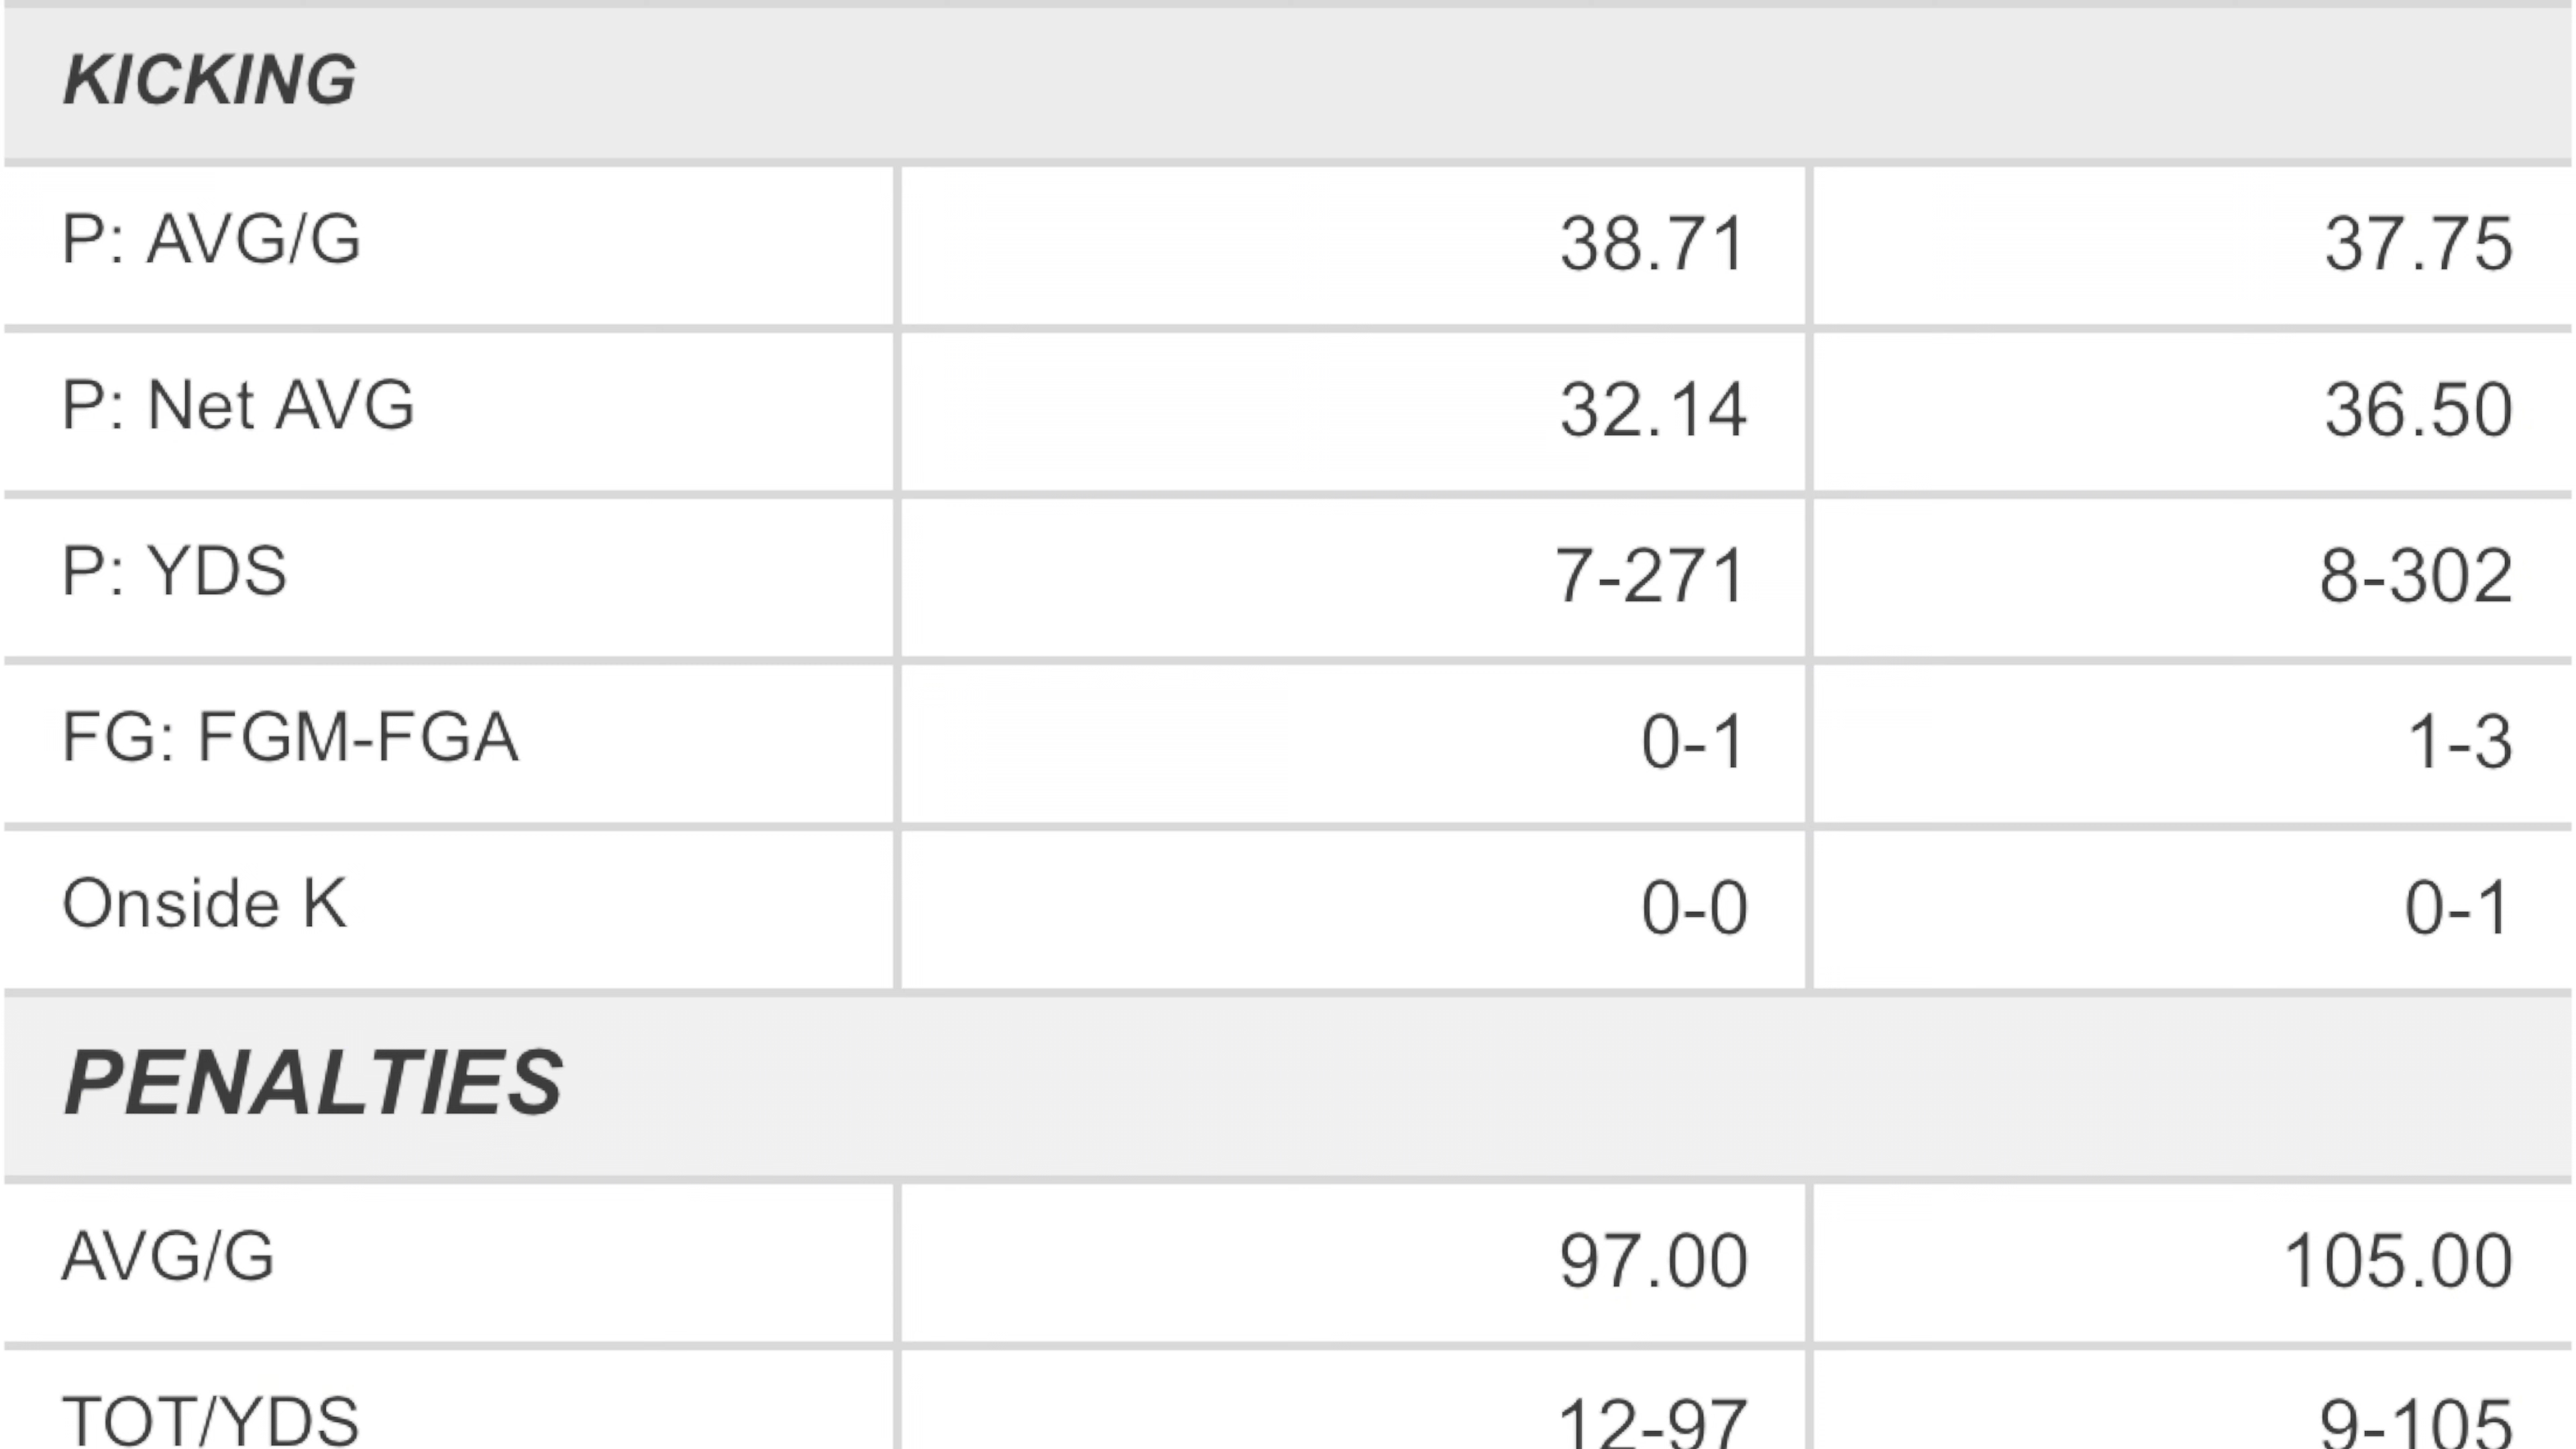 KICKING
P: AVG/G 38.71 37.75
P: Net AVG 32.14 36.50
P: YDS 7-271 8-302
FG: FGM-FGA 0-1 1-3
Onside K 0-0 0-1
PENALTIES
AVG/G 97.00 105.00
TOT/YDS 12-97 9-105